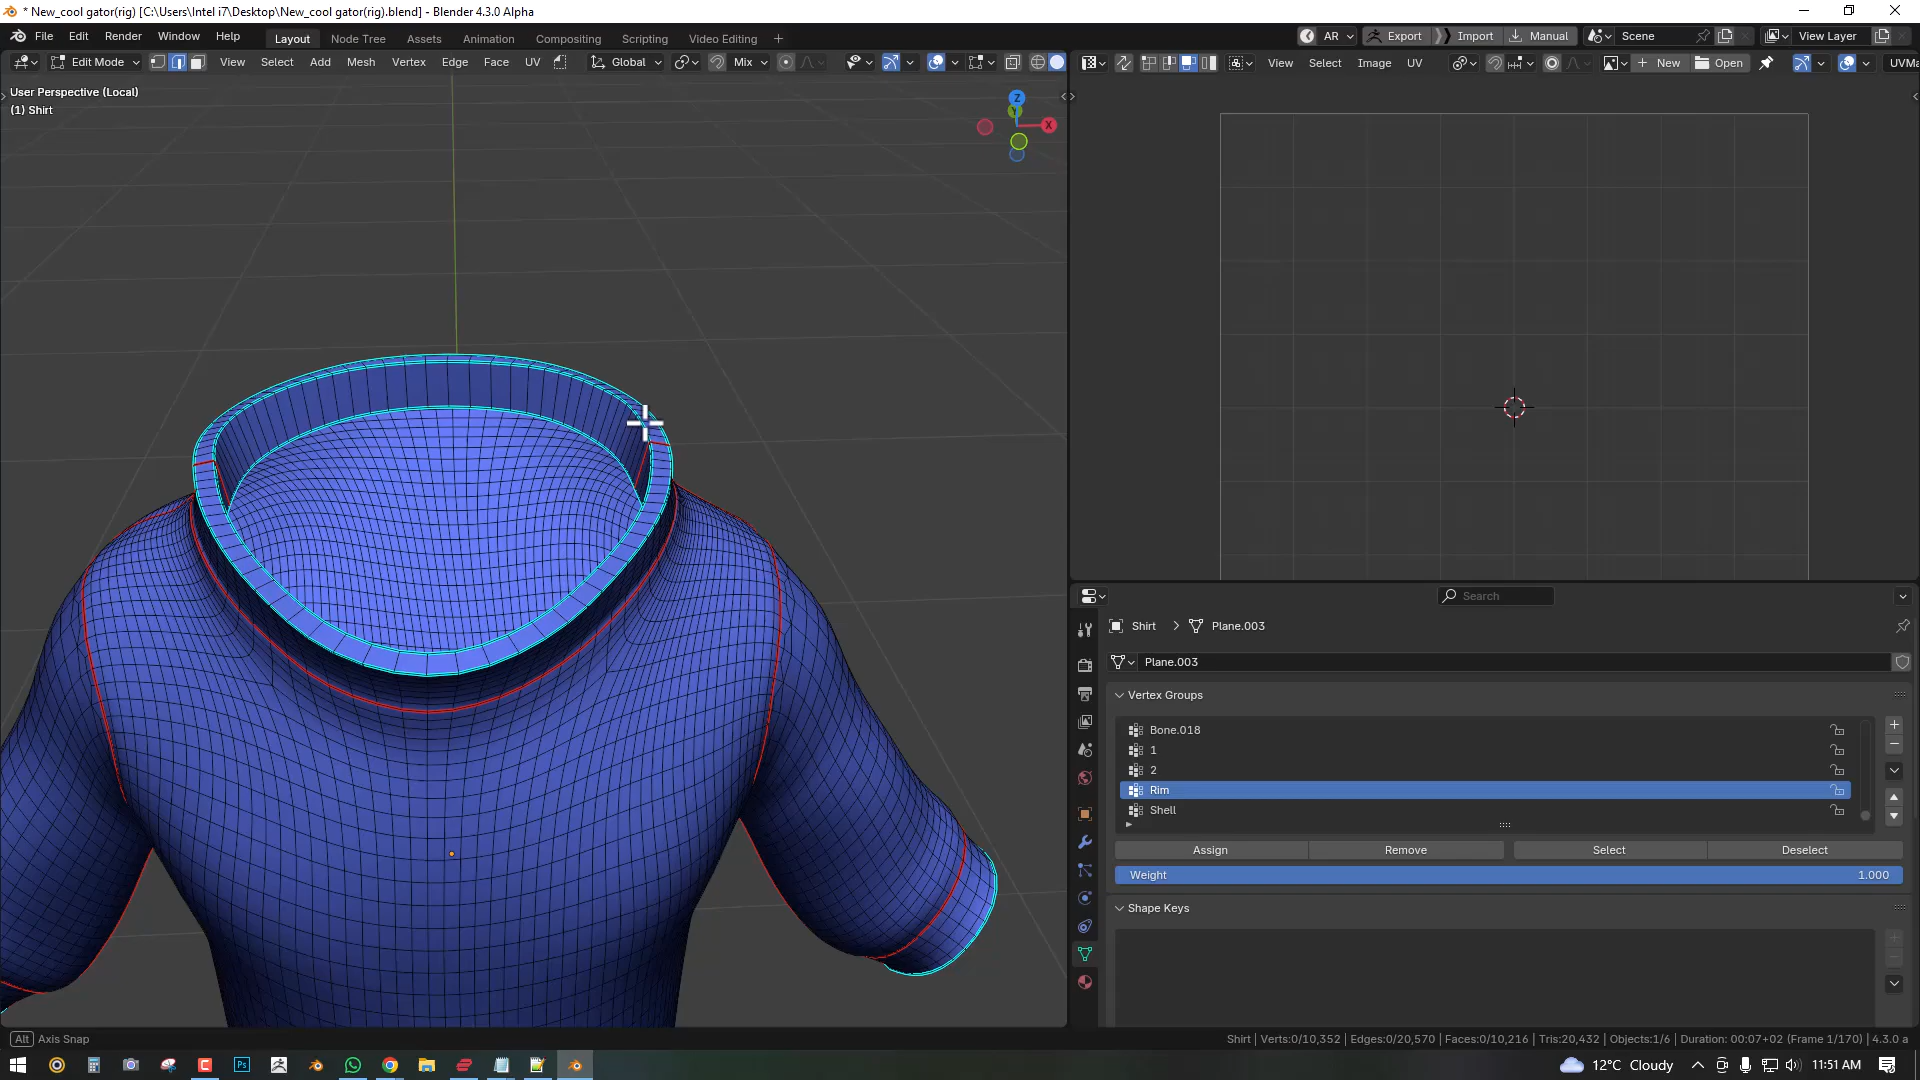 * New_cool gator(rig) [C:\Users\Intel i7\Desktop\New_cool gator(rig).blend] - Blender 4.3.0 Alpha
File Edit Render Window Help Layout Node Tree Assets Animation Compositing Scripting Video Editing + AR Export Import Manual Scene View Layer
Edit Mode View Select Add Mesh Vertex Edge Face UV Global Mix View Select Image UV New Open UVMa
User Perspective (Local)
(1) Shirt
Z
Y
X
Search
Shirt > Plane.003
Plane.003
Vertex Groups
Bone.018
1
2
Rim
Shell
Assign Remove Select Deselect
Weight 1.000
Shape Keys
Alt Axis Snap Shirt | Verts:0/10,352 | Edges:0/20,570 | Faces:0/10,216 | Tris:20,432 | Objects:1/6 | Duration: 00:07+02 (Frame 1/170) | 4.3.0 a
Ps 12°C Cloudy 11:51 AM